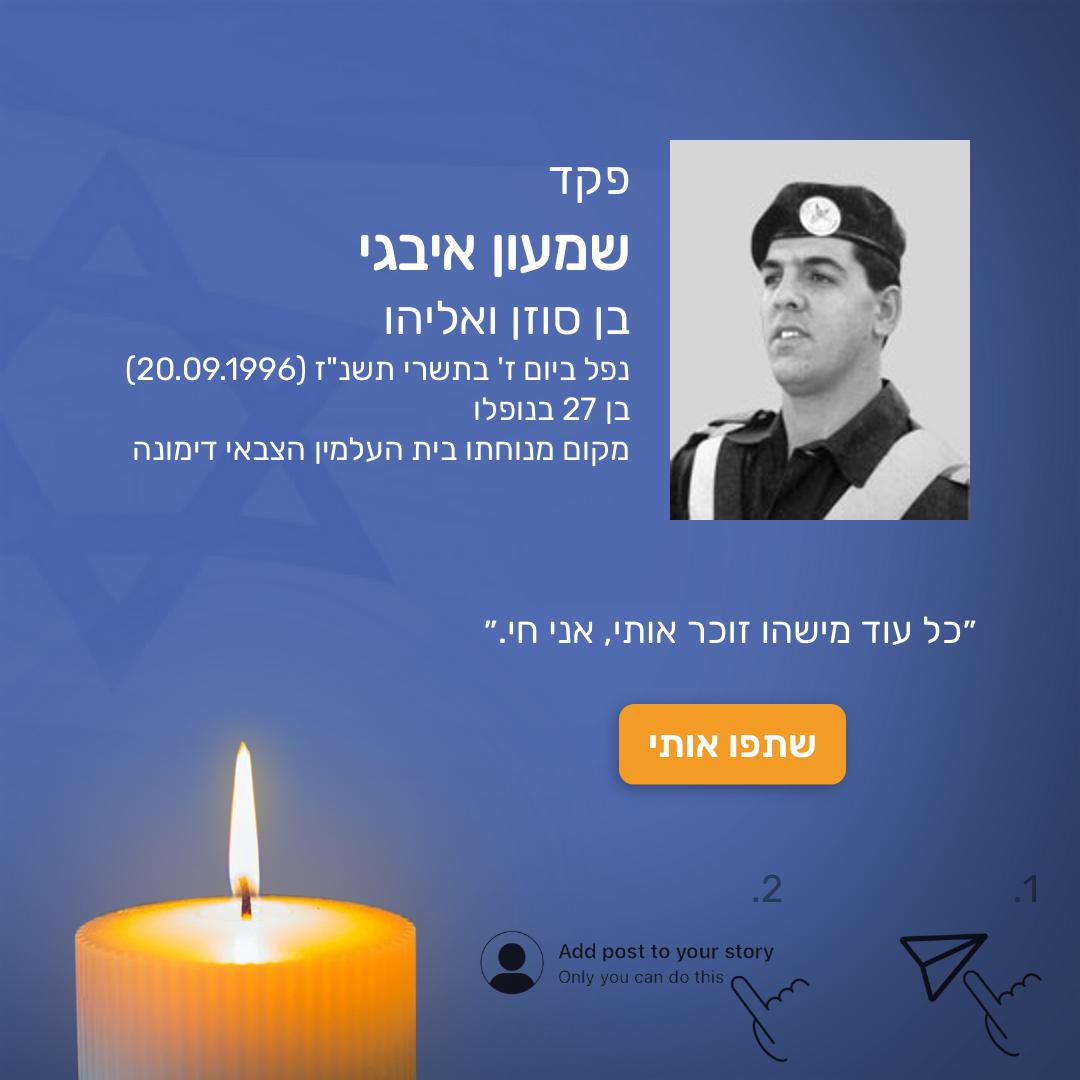 פקד
שמעון איבגי
בן סוזן ואליהו
נפל ביום ז' בתשרי תשנ"ז (20.09.1996)
בן 27 בנופלו
מקום מנוחתו בית העלמין הצבאי דימונה
״כל עוד מישהו זוכר אותי, אני חי.״
שתפו אותי
1.
2.
Add post to your story
Only you can do this